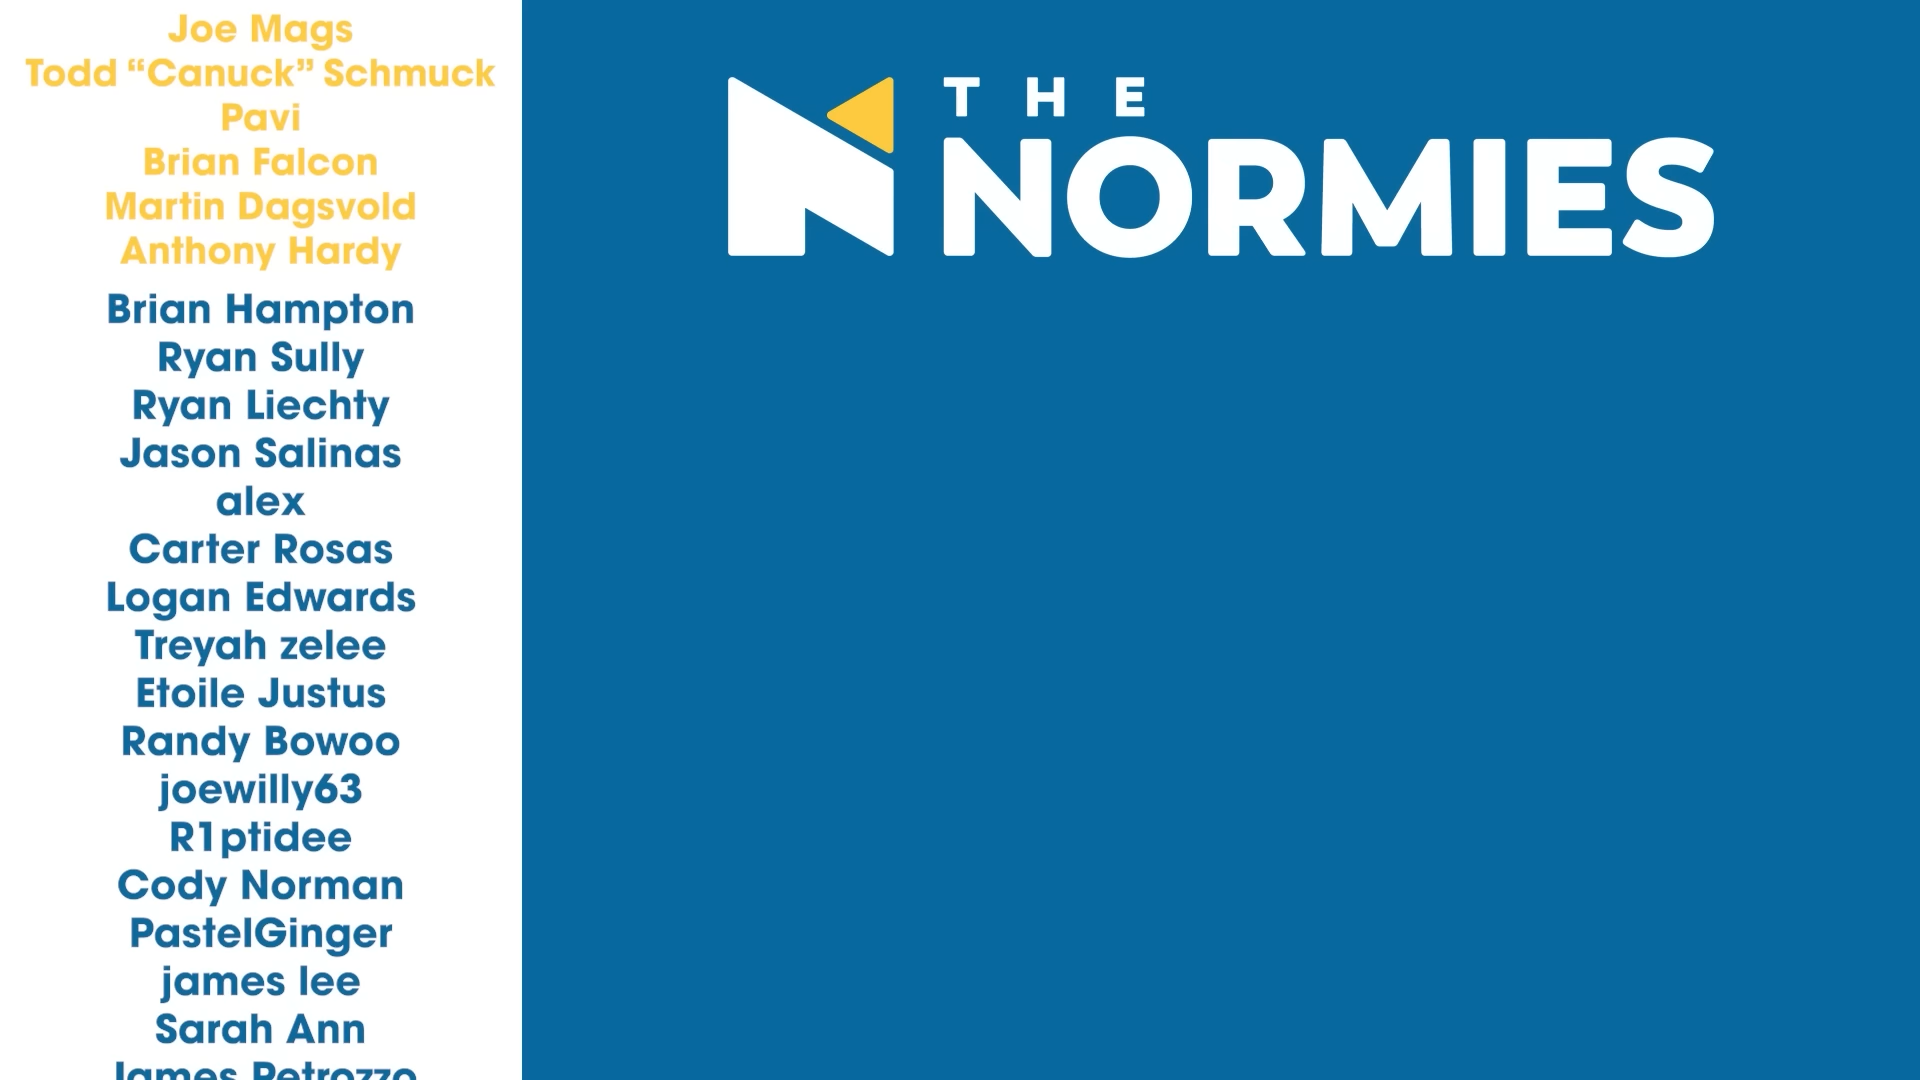 Joe Mags
Todd “Canuck” Schmuck
Pavi
Brian Falcon
Martin Dagsvold
Anthony Hardy
Brian Hampton
Ryan Sully
Ryan Liechty
Jason Salinas
alex
Carter Rosas
Logan Edwards
Treyah zelee
Etoile Justus
Randy Bowoo
joewilly63
R1ptidee
Cody Norman
PastelGinger
james lee
Sarah Ann
James Petrozzo
THE
NORMIES